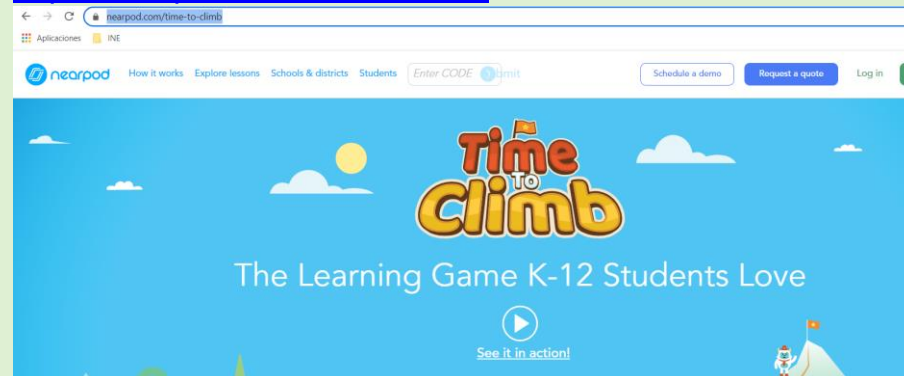 nearpod.com/time-to-climb
Aplicaciones INE
nearpod How it works Explore lessons Schools & districts Students Enter CODE Schedule a demo Request a quote Log in
Time
TO
Climb
The Learning Game K-12 Students Love
See it in action!